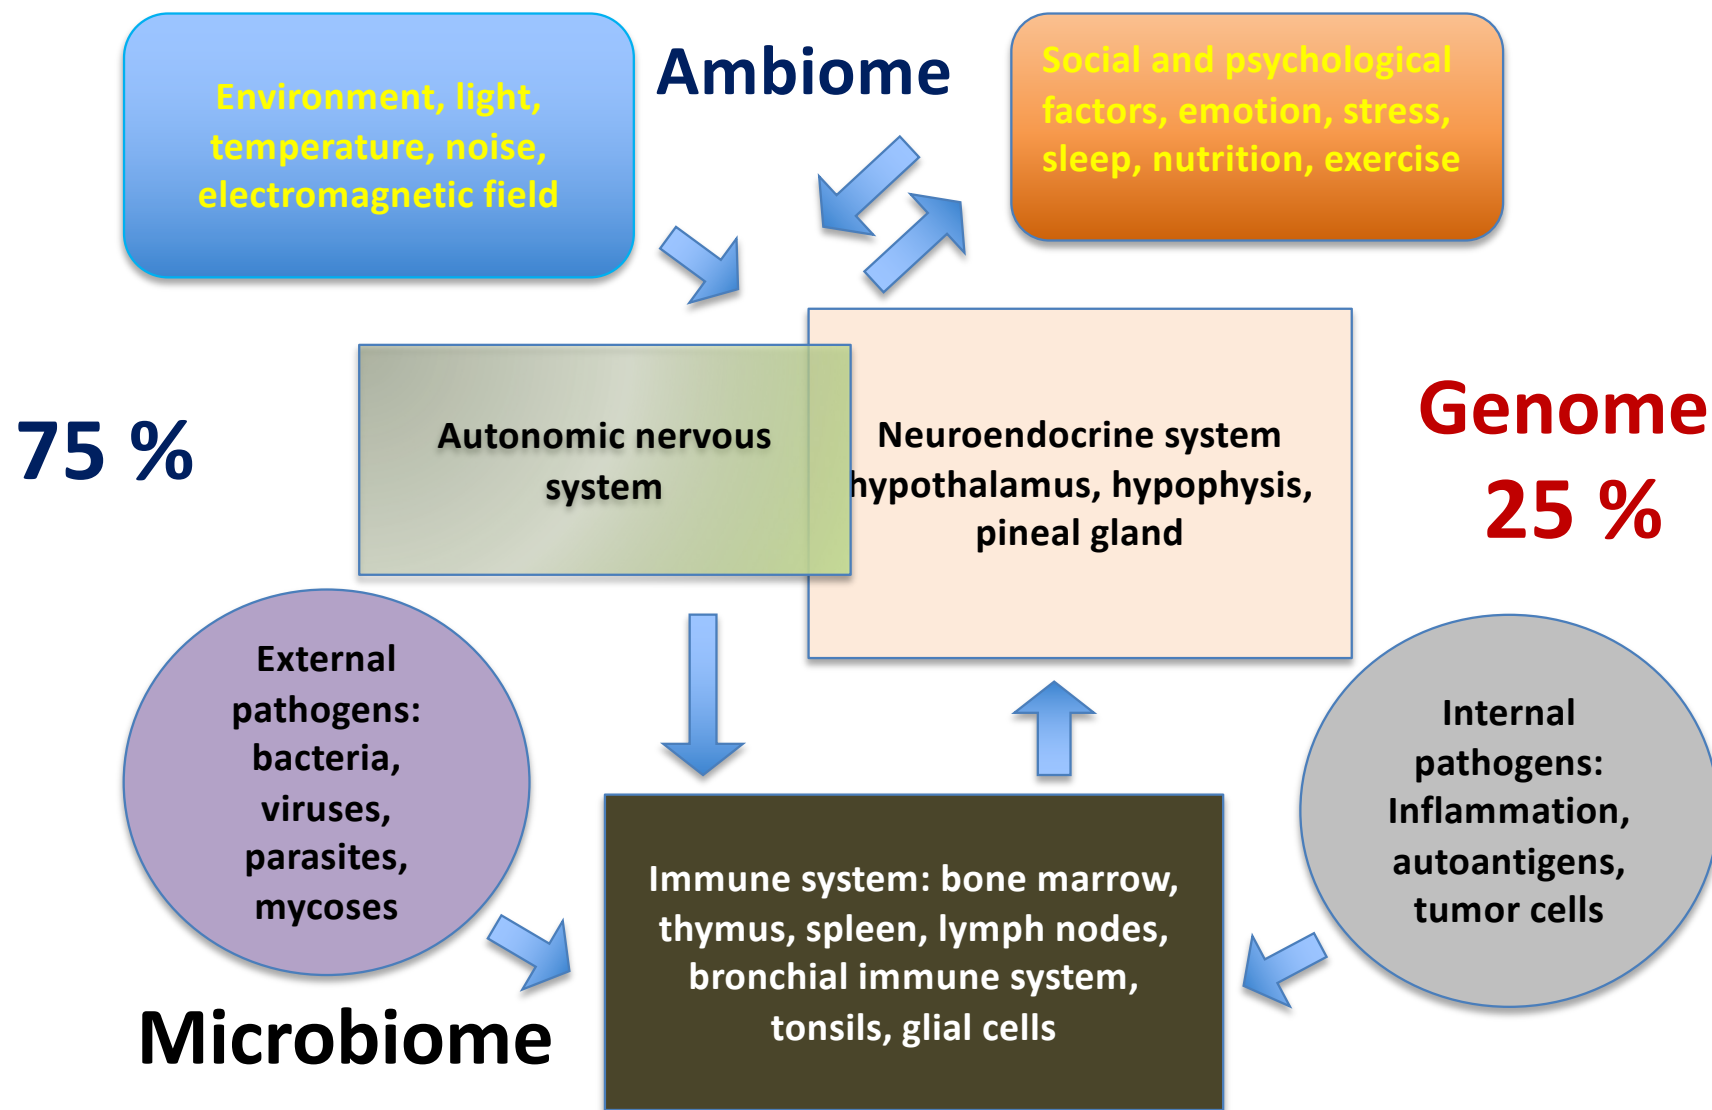 Environment, light,
temperature, noise,
electromagnetic field
Ambiome
Social and psychological
factors, emotion, stress,
sleep, nutrition, exercise
75 %
Autonomic nervous
system
Neuroendocrine system
hypothalamus, hypophysis,
pineal gland
Genome
25 %
External
pathogens:
bacteria,
viruses,
parasites,
mycoses
Internal
pathogens:
Inflammation,
autoantigens,
tumor cells
Immune system: bone marrow,
thymus, spleen, lymph nodes,
bronchial immune system,
tonsils, glial cells
Microbiome